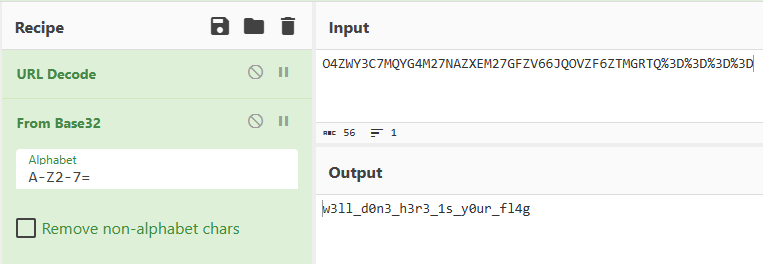 Recipe
URL Decode
From Base32
Alphabet
A-Z2-7=
Remove non-alphabet chars
Input
O4ZWY3C7MQYG4M27NAZXEM27GFZV66JQOVZF6ZTMGRTQ%3D%3D%3D%3D
ABC 56 1
Output
w3ll_d0n3_h3r3_1s_y0ur_fl4g